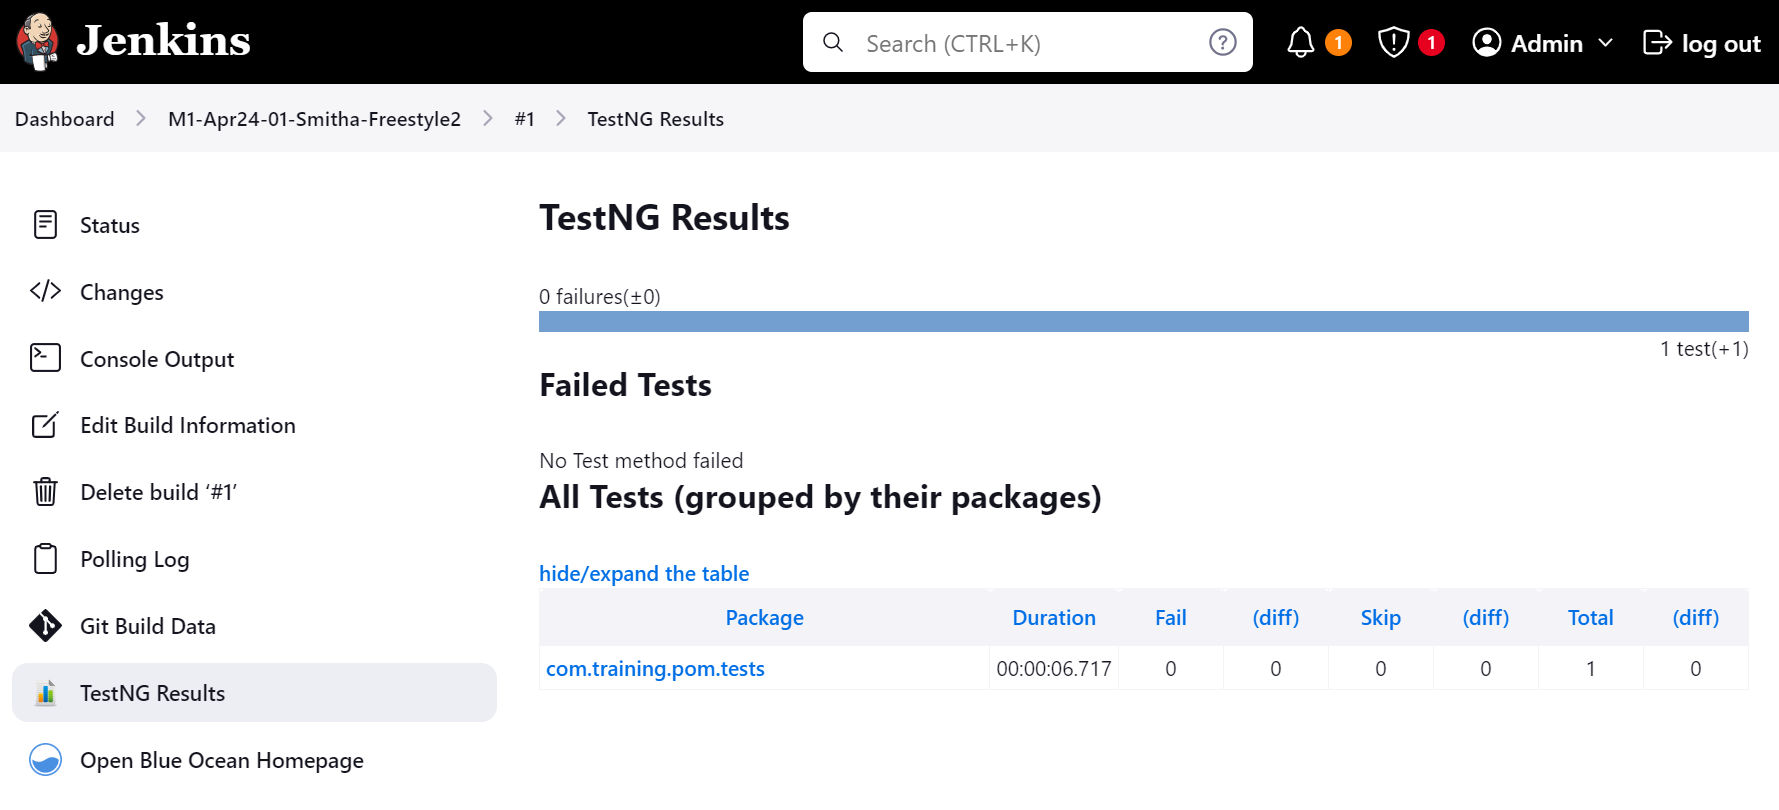 Jenkins
Search (CTRL+K)
1
1
Admin
log out
Dashboard
M1-Apr24-01-Smitha-Freestyle2
#1
TestNG Results
Status
Changes
Console Output
Edit Build Information
Delete build ‘#1’
Polling Log
Git Build Data
TestNG Results
Open Blue Ocean Homepage
TestNG Results
0 failures(±0)
1 test(+1)
Failed Tests
No Test method failed
All Tests (grouped by their packages)
hide/expand the table
Package Duration Fail (diff) Skip (diff) Total (diff)
com.training.pom.tests 00:00:06.717 0 0 0 0 1 0